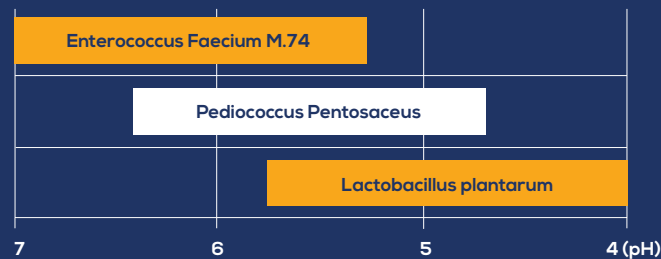 Enterococcus Faecium M.74
Pediococcus Pentosaceus
Lactobacillus plantarum
7 6 5 4 (pH)